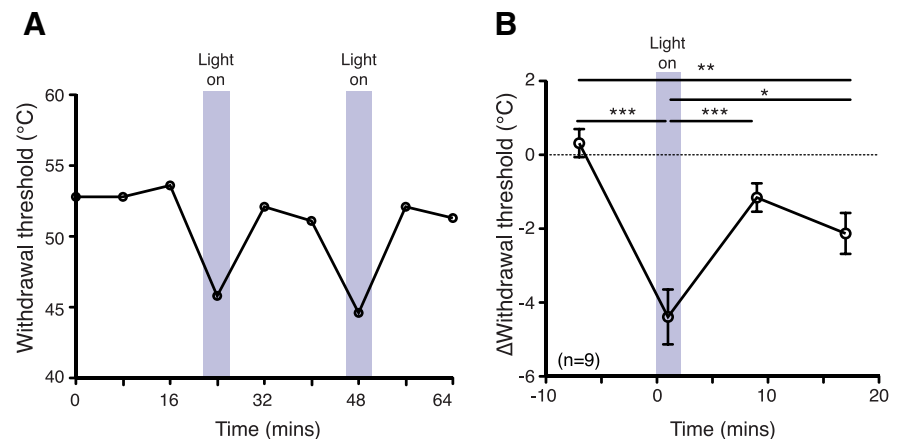 A
Light
on
Light
on
60
55
50
45
40
Withdrawal threshold (°C)
0
16
32
48
64
Time (mins)
B
Light
on
**
*
***
***
2
0
-2
-4
-6
ΔWithdrawal threshold (°C)
(n=9)
-10
0
10
20
Time (mins)